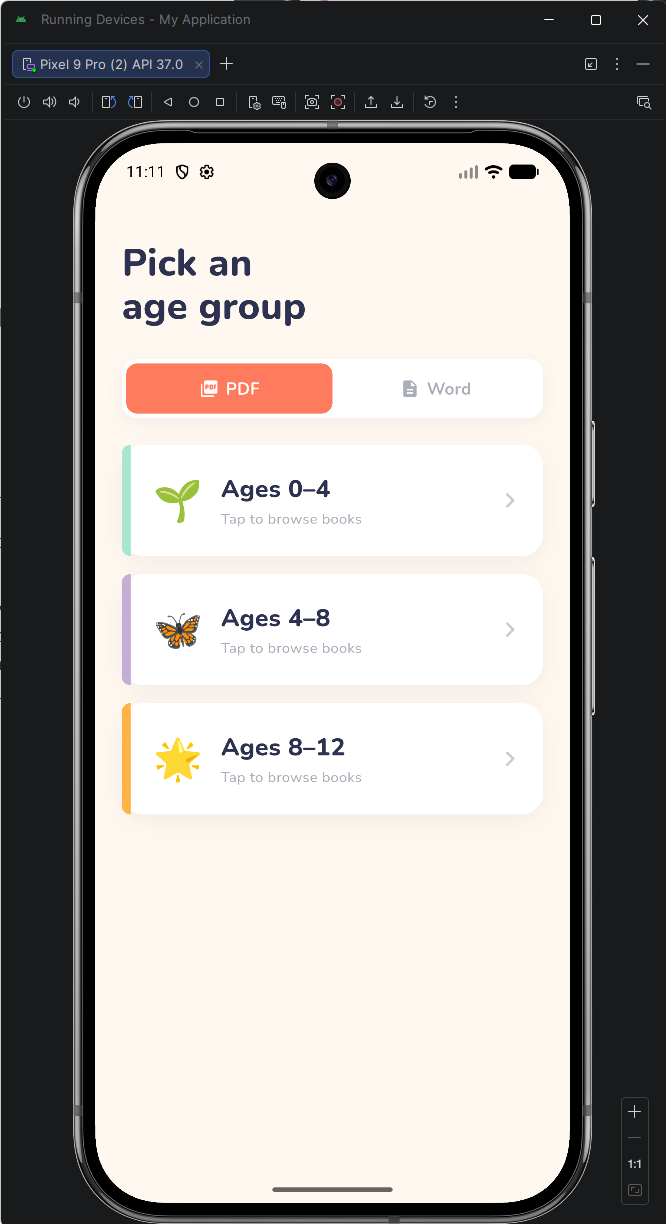 Running Devices - My Application
Pixel 9 Pro (2) API 37.0
11:11
Pick an
age group
PDF
Word
Ages 0–4
Tap to browse books
Ages 4–8
Tap to browse books
Ages 8–12
Tap to browse books
1:1